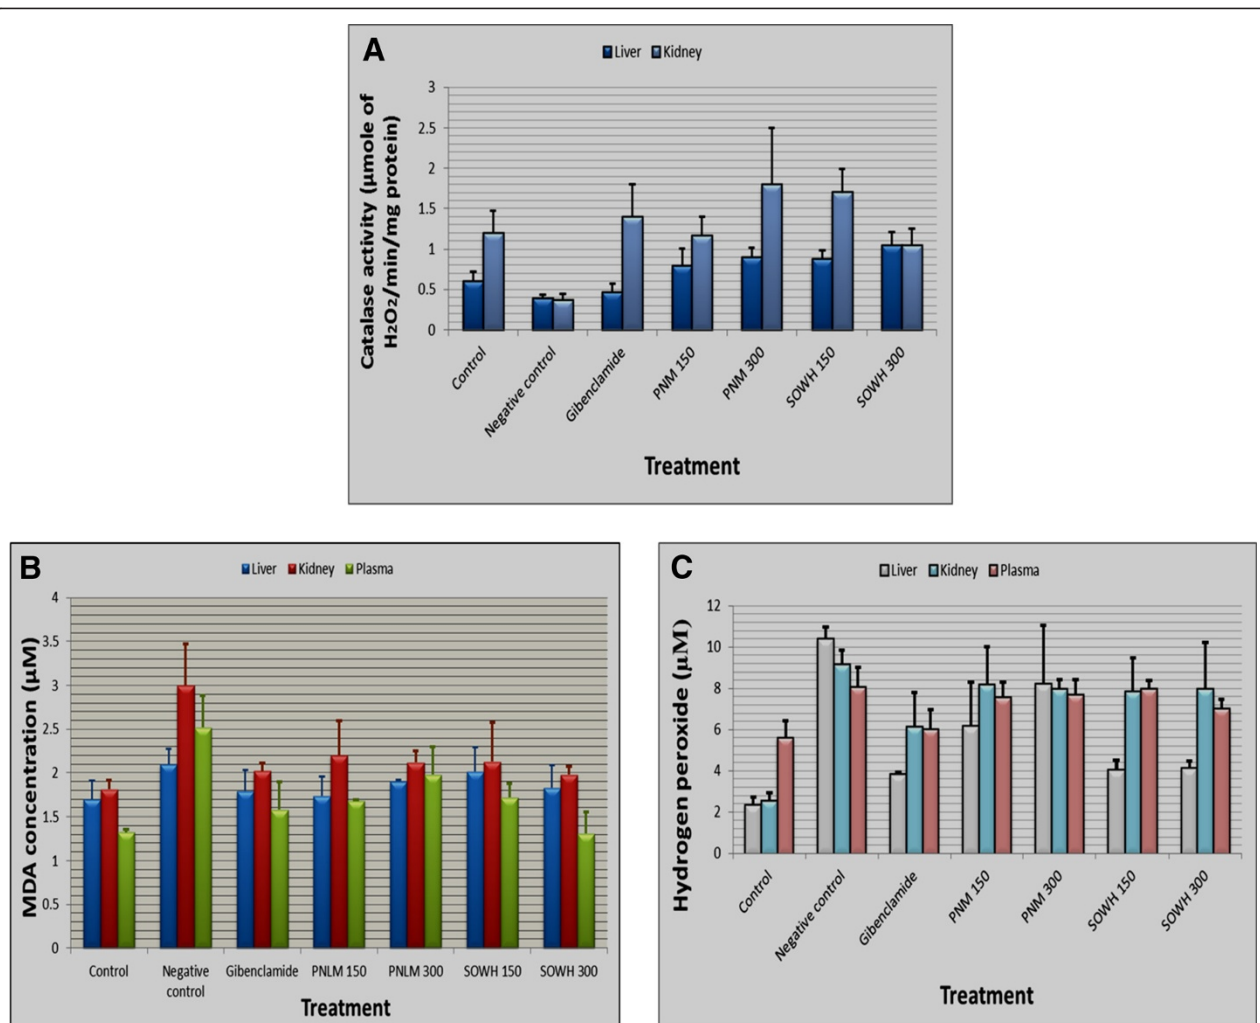 A
Liver Kidney
Catalase activity (µmole of
H2O2/min/mg protein)
3
2.5
2
1.5
1
0.5
0
Control Negative control Gibenclamide PNM 150 PNM 300 SOWH 150 SOWH 300
Treatment
B
Liver Kidney Plasma
MDA concentration (µM)
4
3.5
3
2.5
2
1.5
1
0.5
0
Control Negative Gibenclamide PNLM 150 PNLM 300 SOWH 150 SOWH 300
control
Treatment
C
Liver Kidney Plasma
Hydrogen peroxide (µM)
12
10
8
6
4
2
0
Control Negative control Gibenclamide PNM 150 PNM 300 SOWH 150 SOWH 300
Treatment